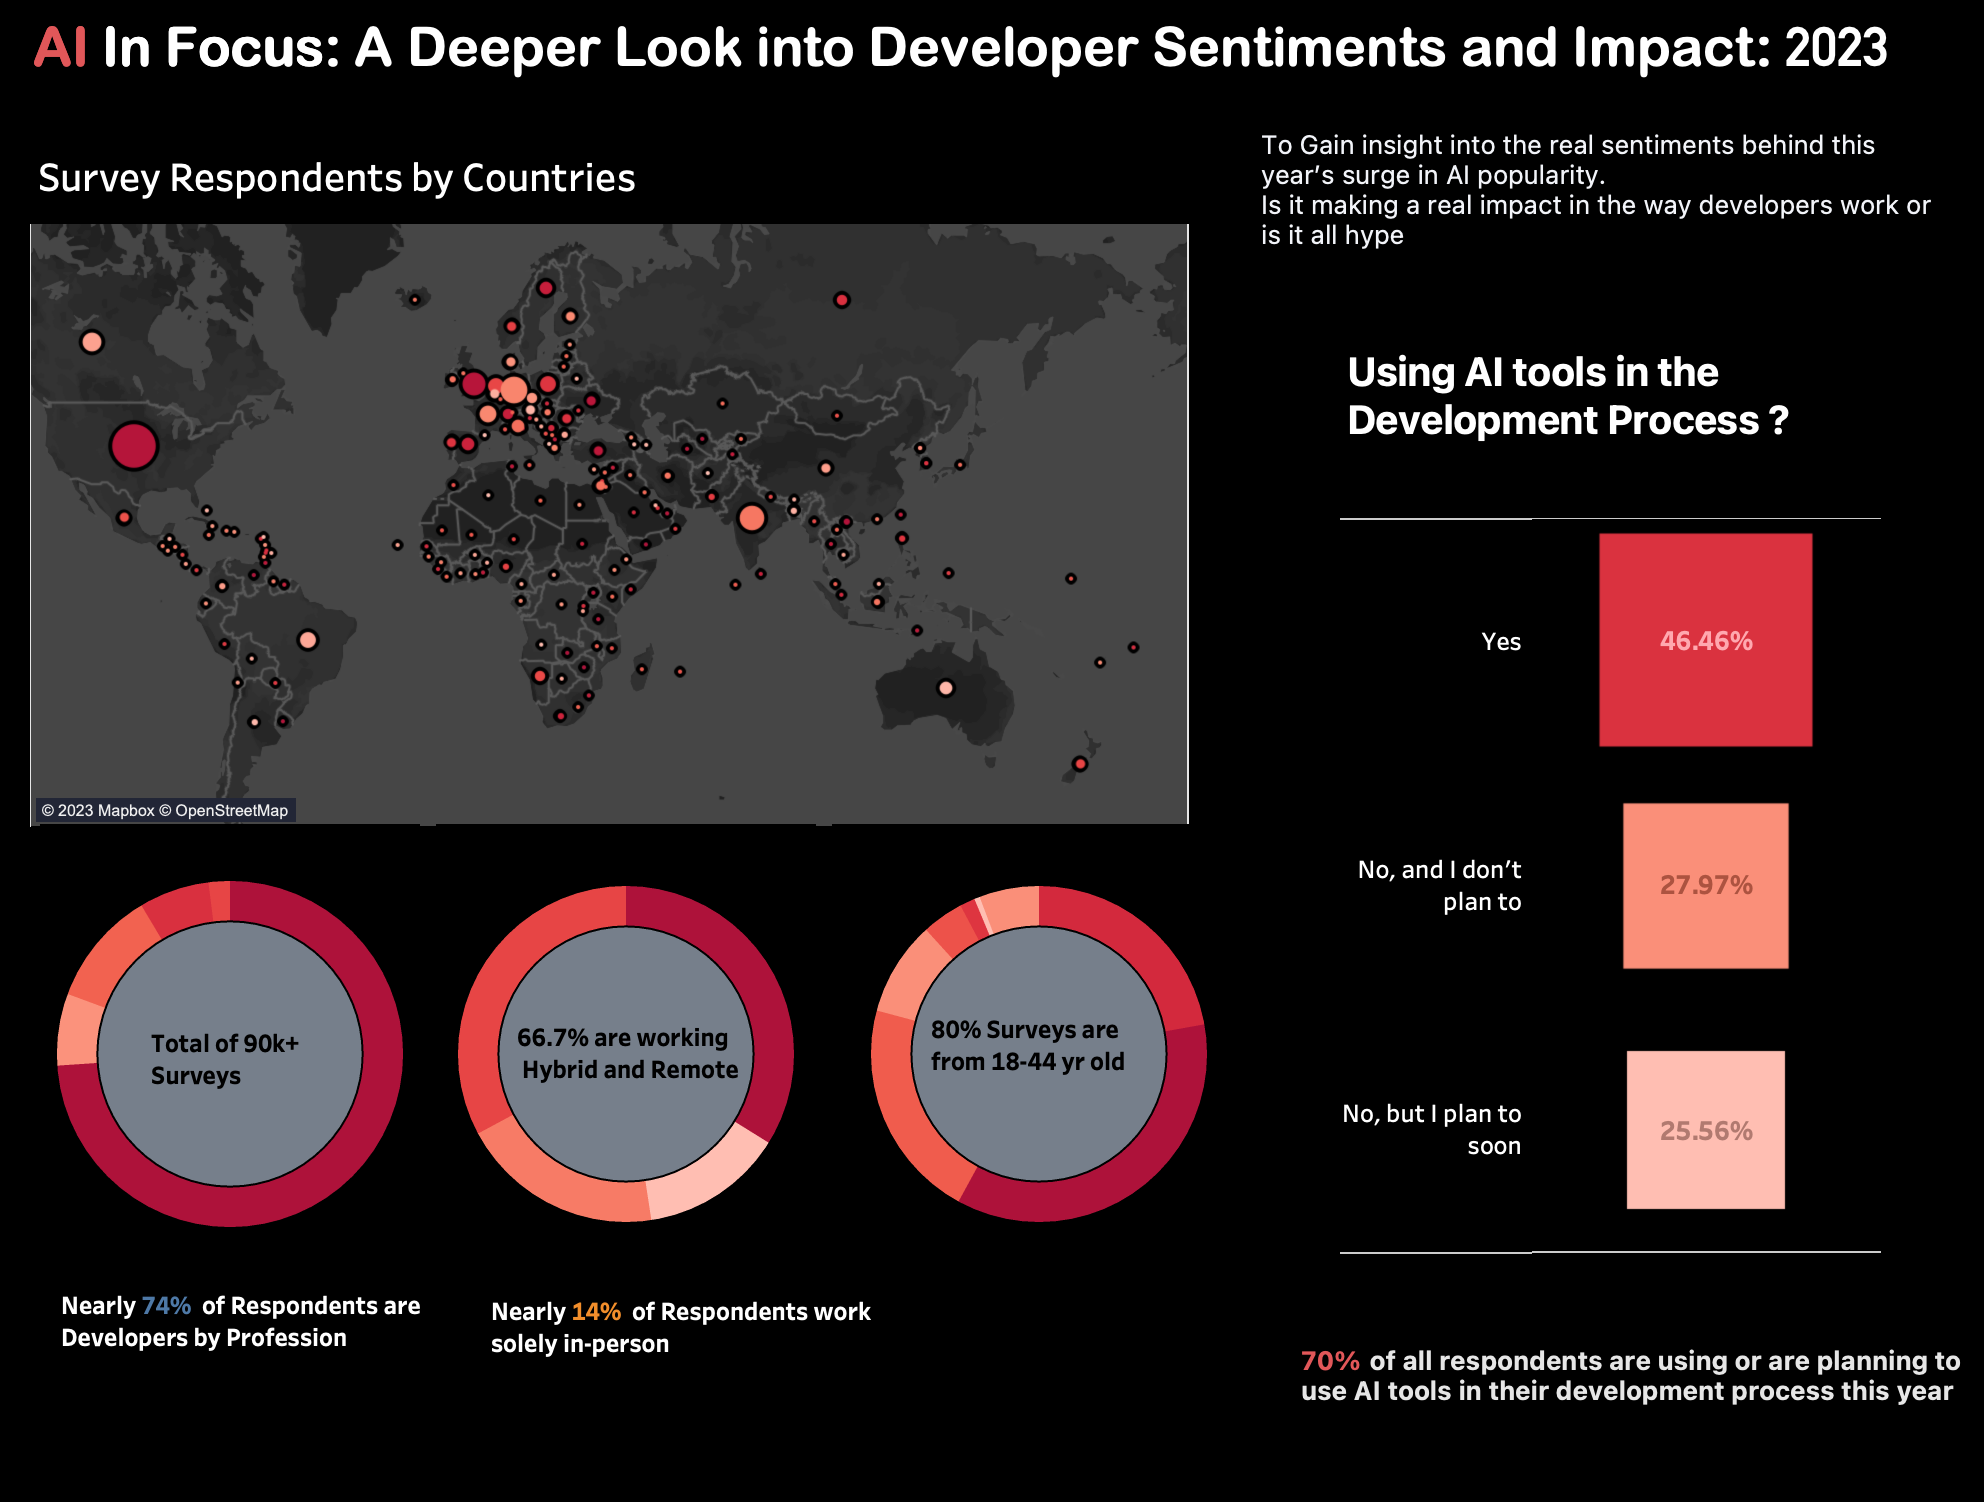 AI In Focus: A Deeper Look into Developer Sentiments and Impact: 2023
Survey Respondents by Countries
To Gain insight into the real sentiments behind this
year's surge in AI popularity.
Is it making a real impact in the way developers work or
is it all hype
© 2023 Mapbox © OpenStreetMap
Using AI tools in the
Development Process ?
Yes
46.46%
No, and I don't
plan to
27.97%
No, but I plan to
soon
25.56%
Total of 90k+
Surveys
66.7% are working
Hybrid and Remote
80% Surveys are
from 18-44 yr old
Nearly 74% of Respondents are
Developers by Profession
Nearly 14% of Respondents work
solely in-person
70% of all respondents are using or are planning to
use AI tools in their development process this year